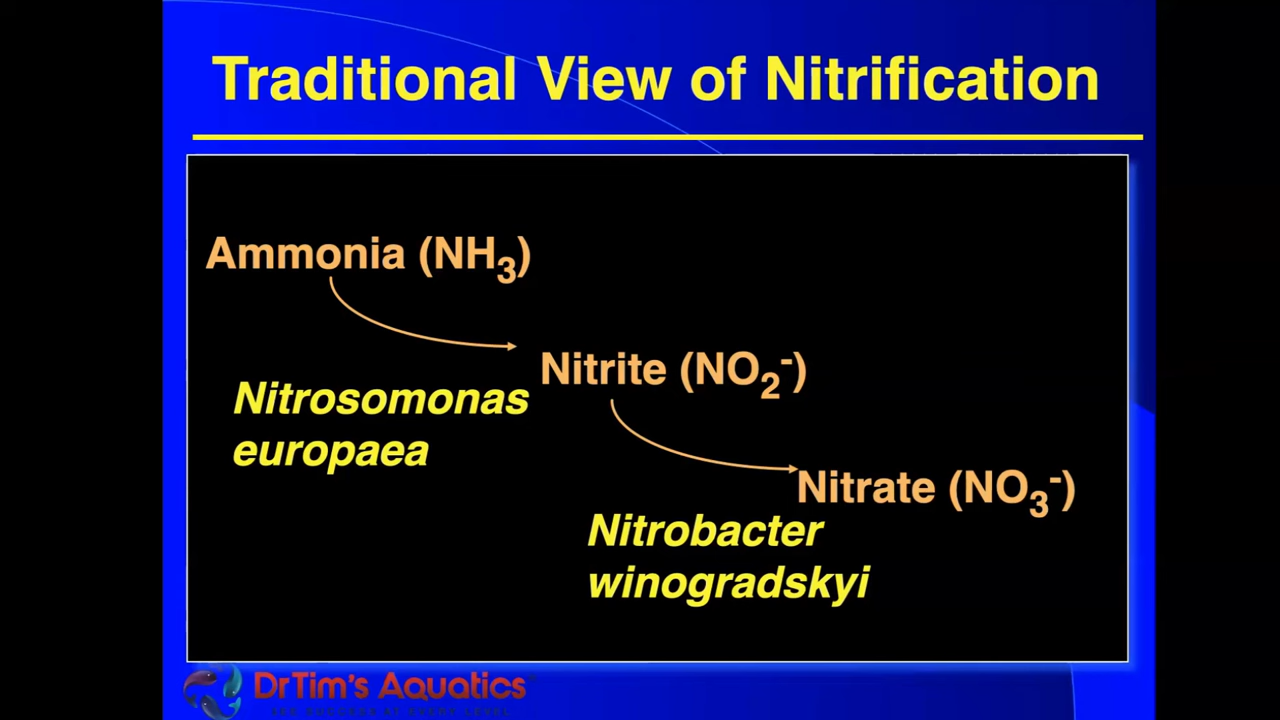 Traditional View of Nitrification
Ammonia (NH₃)
Nitrite (NO₂⁻)
Nitrosomonas
europaea
Nitrate (NO₃⁻)
Nitrobacter
winogradskyi
DrTim's Aquatics